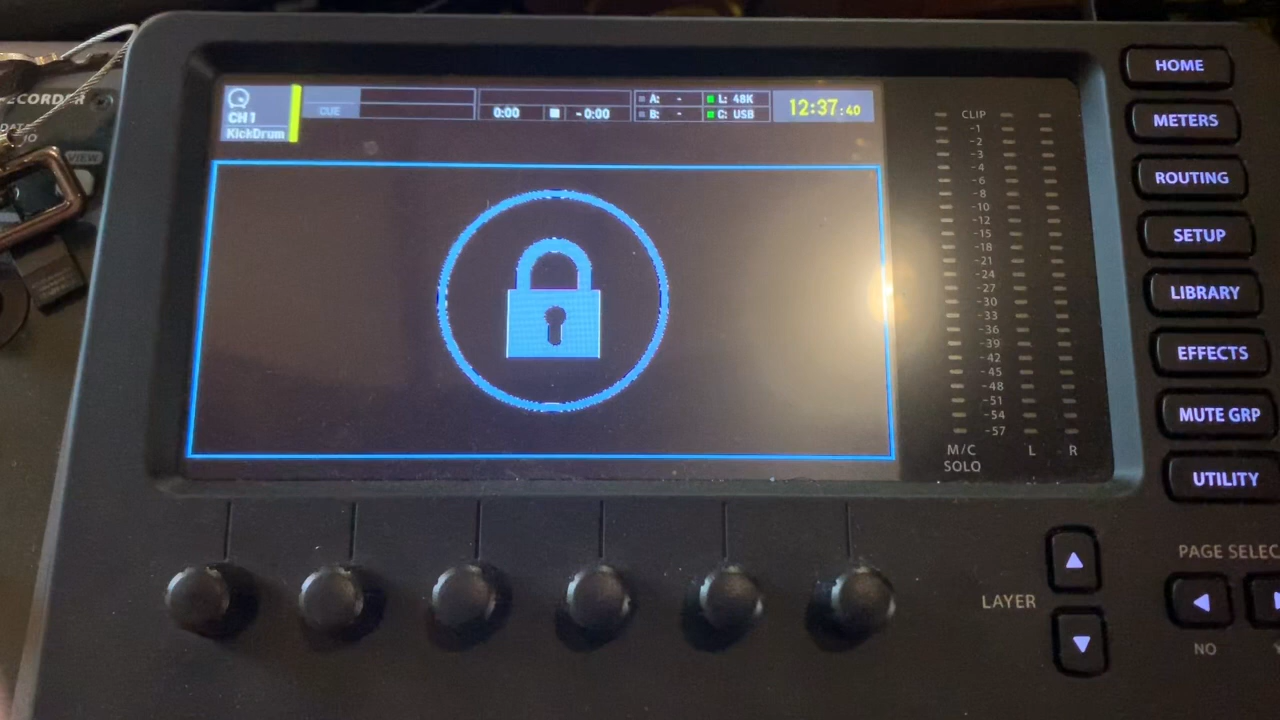 ECORDER
VIEW
CH 1
KickDrum
CUE
0:00
-0:00
A: -
L: 48K
B: -
C: USB
12:37:40
CLIP
-1
-2
-3
-4
-6
-8
-10
-12
-15
-18
-21
-24
-27
-30
-33
-36
-39
-42
-45
-48
-51
-54
-57
M/C
SOLO
L
R
HOME
METERS
ROUTING
SETUP
LIBRARY
EFFECTS
MUTE GRP
UTILITY
LAYER
PAGE SELEC
NO